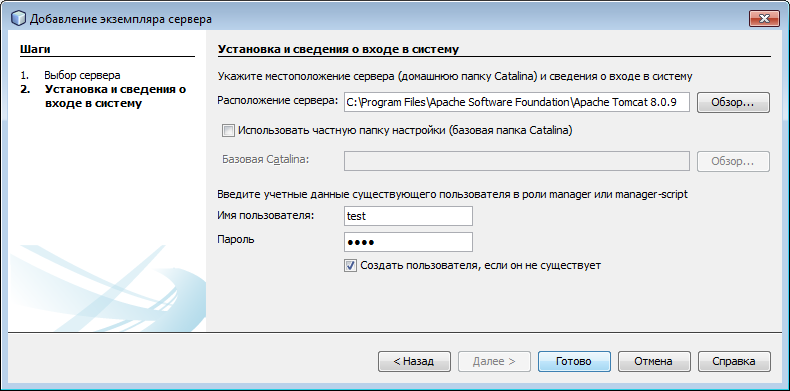 Добавление экземпляра сервера
Шаги
1. Выбор сервера
2. Установка и сведения о
входе в систему
Установка и сведения о входе в систему
Укажите местоположение сервера (домашнюю папку Catalina) и сведения о входе в систему
Расположение сервера: C:\Program Files\Apache Software Foundation\Apache Tomcat 8.0.9 Обзор...
Использовать частную папку настройки (базовая папка Catalina)
Базовая Catalina: Обзор...
Введите учетные данные существующего пользователя в роли manager или manager-script
Имя пользователя: test
Пароль ●●●●
Создать пользователя, если он не существует
< Назад Далее > Готово Отмена Справка